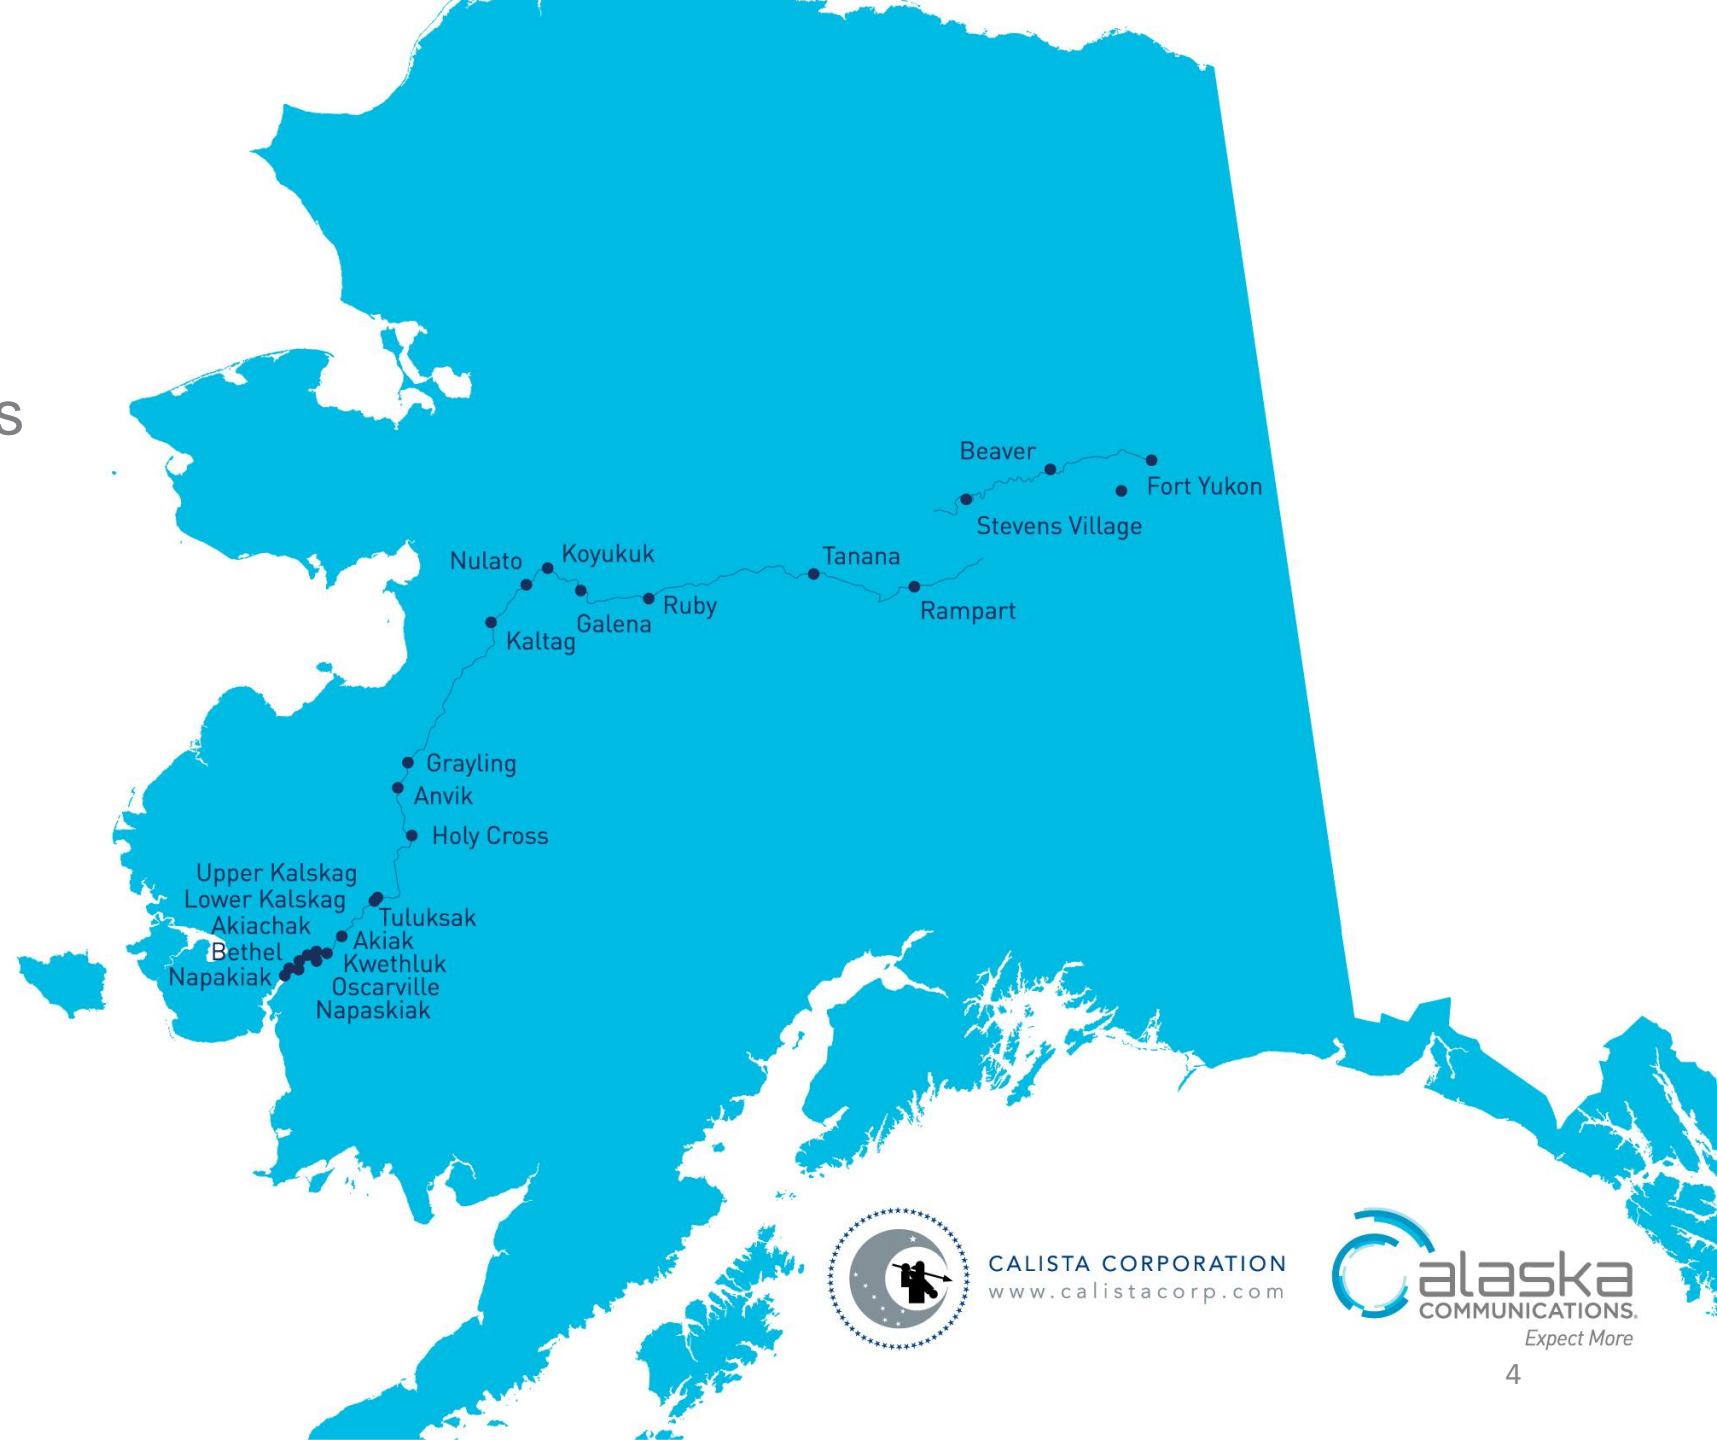 s
Beaver
Fort Yukon
Stevens Village
Nulato
Koyukuk
Tanana
Ruby
Rampart
Galena
Kaltag
Grayling
Anvik
Holy Cross
Upper Kalskag
Lower Kalskag
Tuluksak
Akiachak
Akiak
Bethel
Kwethluk
Napakiak
Oscarville
Napaskiak
CALISTA CORPORATION
www.calistacorp.com
alaska
COMMUNICATIONS.
Expect More
4